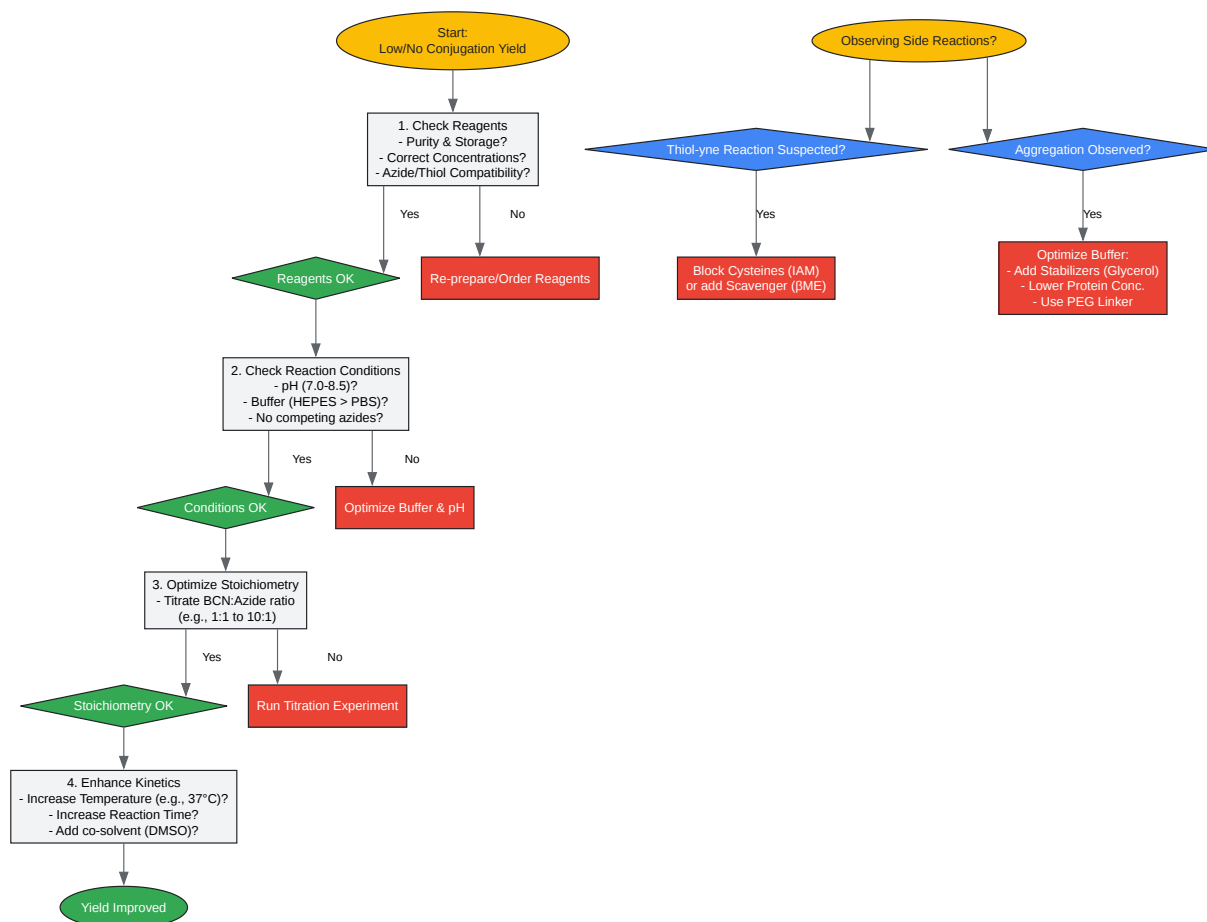 Start:
Low/No Conjugation Yield
1. Check Reagents
- Purity & Storage?
- Correct Concentrations?
- Azide/Thiol Compatibility?
Yes
No
Reagents OK
Re-prepare/Order Reagents
2. Check Reaction Conditions
- pH (7.0-8.5)?
- Buffer (HEPES > PBS)?
- No competing azides?
Yes
No
Conditions OK
Optimize Buffer & pH
3. Optimize Stoichiometry
- Titrate BCN:Azide ratio
(e.g., 1:1 to 10:1)
Yes
No
Stoichiometry OK
Run Titration Experiment
4. Enhance Kinetics
- Increase Temperature (e.g., 37°C)?
- Increase Reaction Time?
- Add co-solvent (DMSO)?
Yield Improved
Observing Side Reactions?
Thiol-yne Reaction Suspected?
Yes
Block Cysteines (IAM)
or add Scavenger (βME)
Aggregation Observed?
Yes
Optimize Buffer:
- Add Stabilizers (Glycerol)
- Lower Protein Conc.
- Use PEG Linker